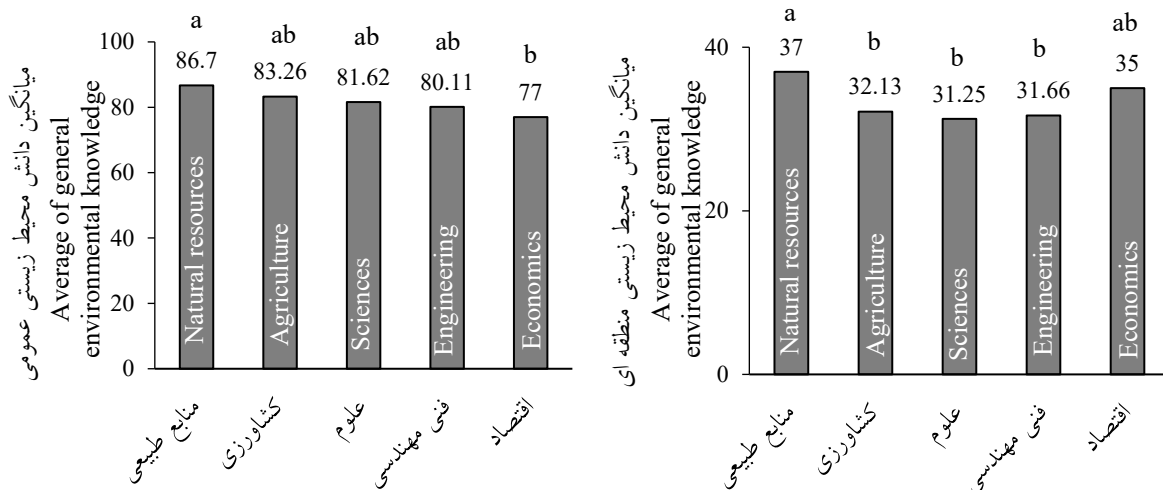 میانگین دانش محیط زیستی عمومی
Average of general
environmental knowledge
100
80
60
40
20
0
a
86.7
ab
83.26
ab
81.62
ab
80.11
b
77
Natural resources
Agriculture
Sciences
Engineering
Economics
منابع طبیعی
کشاورزی
علوم
فنی مهندسی
اقتصاد
میانگین دانش محیط زیستی منطقه ای
Average of general
environmental knowledge
40
20
0
a
37
b
32.13
b
31.25
b
31.66
ab
35
Natural resources
Agriculture
Sciences
Engineering
Economics
منابع طبیعی
کشاورزی
علوم
فنی مهندسی
اقتصاد